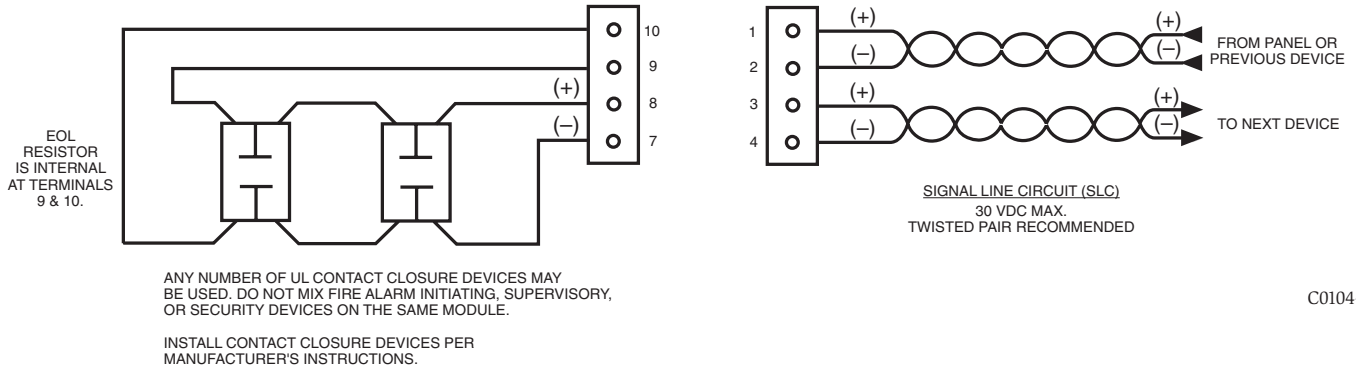 10
9
(+)
8
(–)
7
EOL
RESISTOR
IS INTERNAL
AT TERMINALS
9 & 10.
ANY NUMBER OF UL CONTACT CLOSURE DEVICES MAY
BE USED. DO NOT MIX FIRE ALARM INITIATING, SUPERVISORY,
OR SECURITY DEVICES ON THE SAME MODULE.
INSTALL CONTACT CLOSURE DEVICES PER
MANUFACTURER'S INSTRUCTIONS.
1
(+)
(+)
2
(–)
(–)
FROM PANEL OR
PREVIOUS DEVICE
3
(+)
(+)
4
(–)
(–)
TO NEXT DEVICE
SIGNAL LINE CIRCUIT (SLC)
30 VDC MAX.
TWISTED PAIR RECOMMENDED
C0104